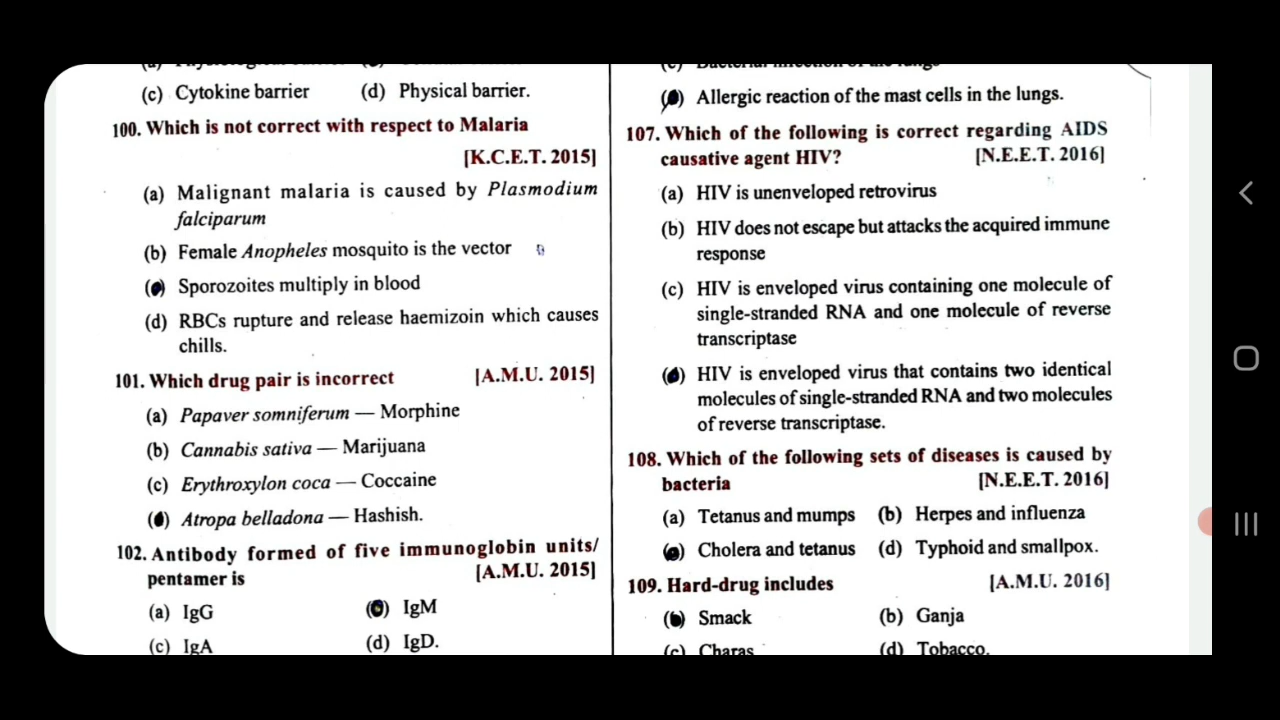 (c) Cytokine barrier (d) Physical barrier.
100. Which is not correct with respect to Malaria
[K.C.E.T. 2015]
(a) Malignant malaria is caused by Plasmodium
falciparum
(b) Female Anopheles mosquito is the vector
Sporozoites multiply in blood
(d) RBCs rupture and release haemizoin which causes
chills.
101. Which drug pair is incorrect [A.M.U. 2015]
(a) Papaver somniferum — Morphine
(b) Cannabis sativa — Marijuana
(c) Erythroxylon coca — Coccaine
Atropa belladona — Hashish.
102. Antibody formed of five immunoglobin units/
pentamer is [A.M.U. 2015]
(a) IgG IgM
(c) IgA (d) IgD.
Allergic reaction of the mast cells in the lungs.
107. Which of the following is correct regarding AIDS
causative agent HIV? [N.E.E.T. 2016]
(a) HIV is unenveloped retrovirus
(b) HIV does not escape but attacks the acquired immune
response
(c) HIV is enveloped virus containing one molecule of
single-stranded RNA and one molecule of reverse
transcriptase
HIV is enveloped virus that contains two identical
molecules of single-stranded RNA and two molecules
of reverse transcriptase.
108. Which of the following sets of diseases is caused by
bacteria [N.E.E.T. 2016]
(a) Tetanus and mumps (b) Herpes and influenza
Cholera and tetanus (d) Typhoid and smallpox.
109. Hard-drug includes [A.M.U. 2016]
Smack (b) Ganja
(c) Charas (d) Tobacco.